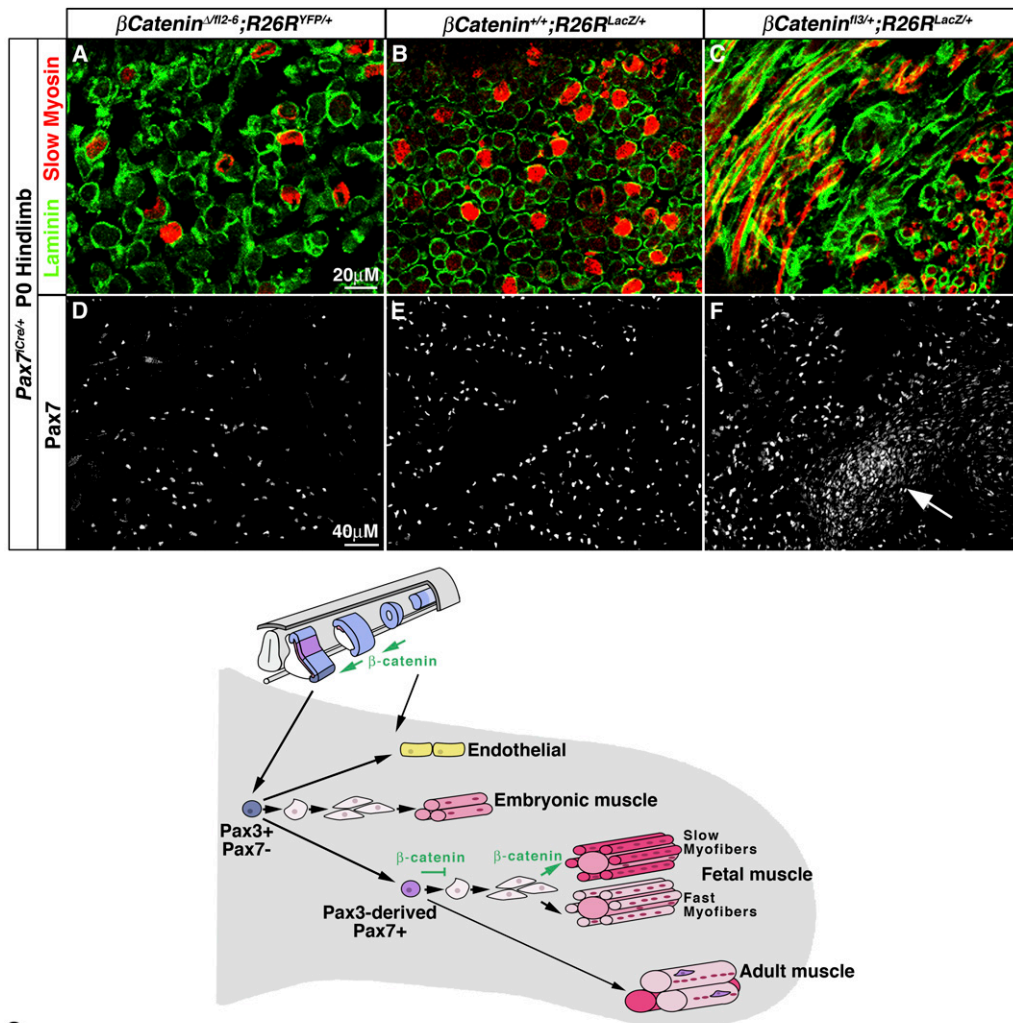 βCatenin^Δ/fl2-6;R26R^YFP/+
βCatenin^+/+;R26R^LacZ/+
βCatenin^fl3/+;R26R^LacZ/+
Pax7^iCre/+ P0 Hindlimb
Laminin Slow Myosin
A
20µM
B
C
Pax7
D
40µM
E
F
β-catenin
Endothelial
Embryonic muscle
Pax3+
Pax7-
β-catenin
β-catenin
Slow
Myofibers
Fetal muscle
Fast
Myofibers
Pax3-derived
Pax7+
Adult muscle